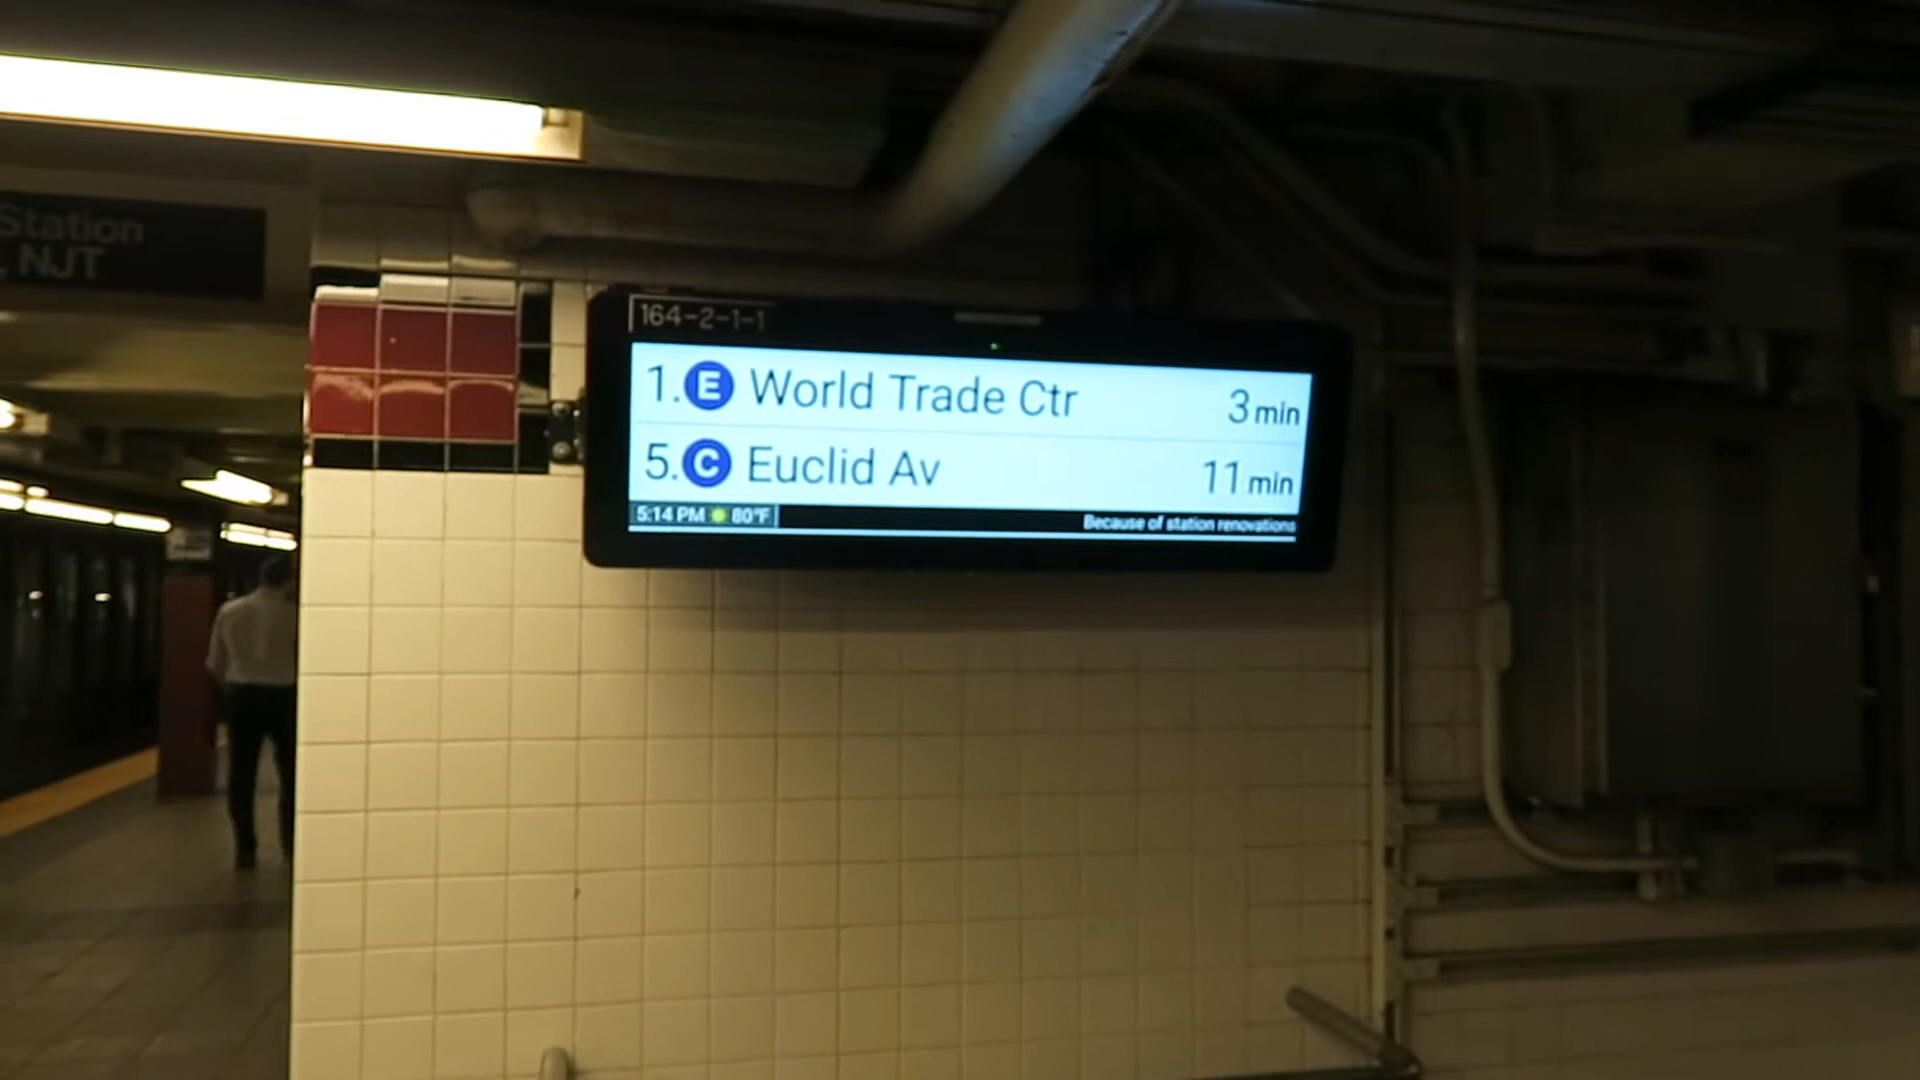 Station
, NJT
164-2-1-1
1. E World Trade Ctr 3 min
5. C Euclid Av 11 min
5:14 PM 80°F Because of station renovations